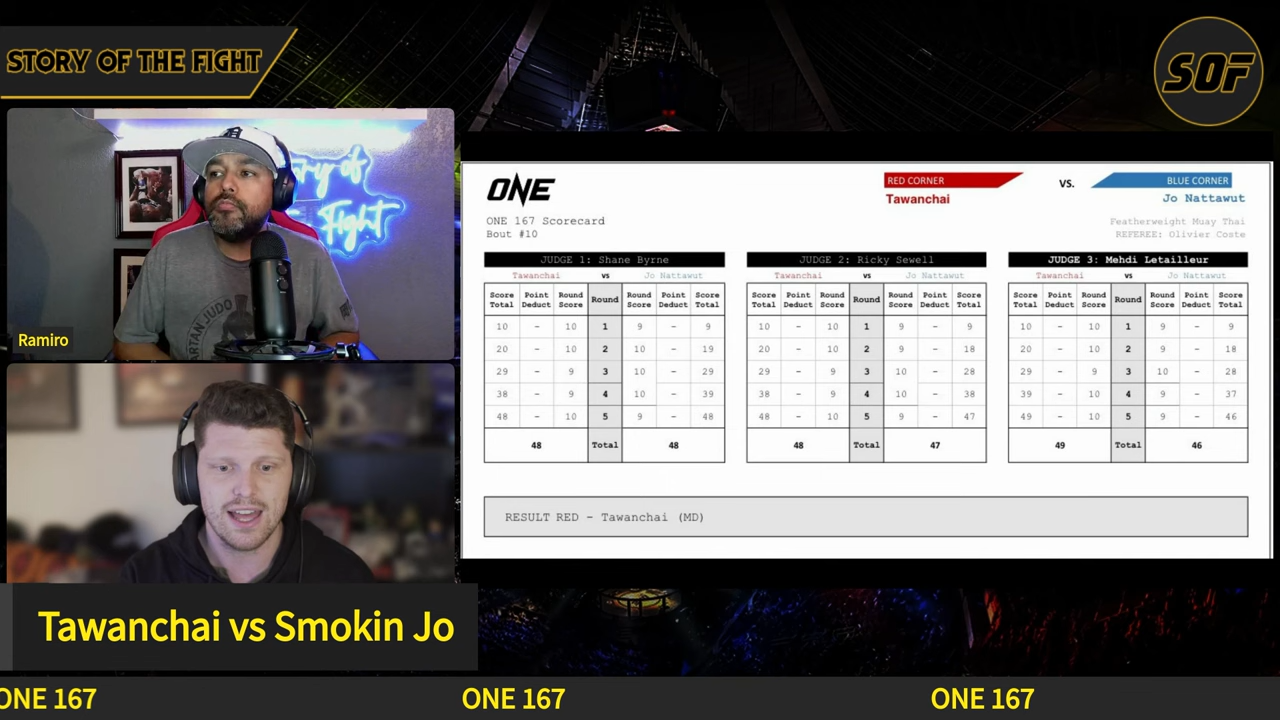 STORY OF THE FIGHT
SOF
Story of
Fight
SPARTAN JUDO
Ramiro
ONE
ONE 167 Scorecard
Bout #10
RED CORNER
Tawanchai
VS.
BLUE CORNER
Jo Nattawut
Featherweight Muay Thai
REFEREE: Olivier Coste
JUDGE 1: Shane Byrne
Tawanchai vs Jo Nattawut
Score Total Point Deduct Round Score Round Round Score Point Deduct Score Total
10 - 10 1 9 - 9
20 - 10 2 10 - 19
29 - 9 3 10 - 29
38 - 9 4 10 - 39
48 - 10 5 9 - 48
48 Total 48
JUDGE 2: Ricky Sewell
Tawanchai vs Jo Nattawut
Score Total Point Deduct Round Score Round Round Score Point Deduct Score Total
10 - 10 1 9 - 9
20 - 10 2 9 - 18
29 - 9 3 10 - 28
38 - 9 4 10 - 38
48 - 10 5 9 - 47
48 Total 47
JUDGE 3: Mehdi Letailleur
Tawanchai vs Jo Nattawut
Score Total Point Deduct Round Score Round Round Score Point Deduct Score Total
10 - 10 1 9 - 9
20 - 10 2 9 - 18
29 - 9 3 10 - 28
39 - 10 4 9 - 37
49 - 10 5 9 - 46
49 Total 46
RESULT RED - Tawanchai (MD)
Tawanchai vs Smokin Jo
ONE 167 ONE 167 ONE 167